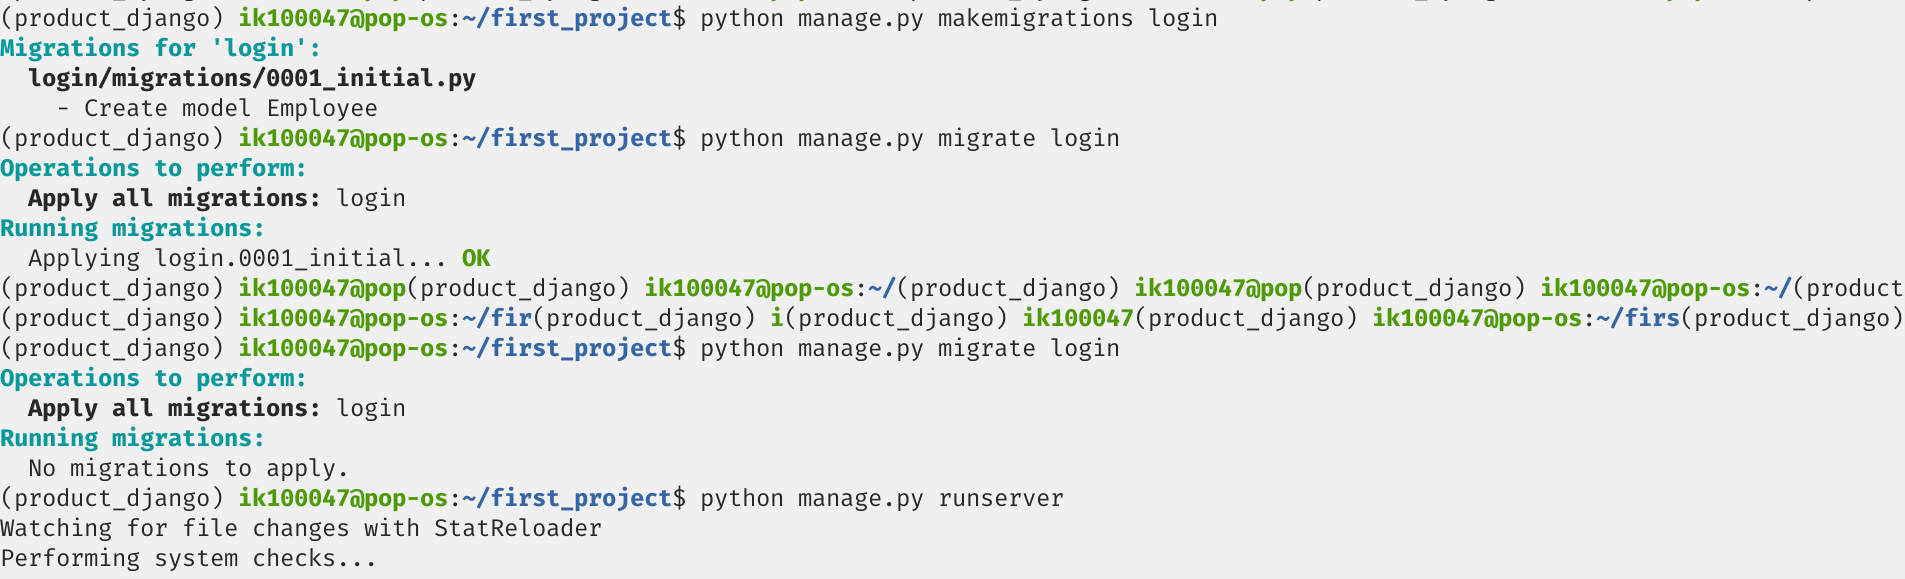 (product_django) ik100047@pop-os:~/first_project$ python manage.py makemigrations login
Migrations for 'login':
  login/migrations/0001_initial.py
    - Create model Employee
(product_django) ik100047@pop-os:~/first_project$ python manage.py migrate login
Operations to perform:
  Apply all migrations: login
Running migrations:
  Applying login.0001_initial... OK
(product_django) ik100047@pop(product_django) ik100047@pop-os:~/(product_django) ik100047@pop(product_django) ik100047@pop-os:~/(product
(product_django) ik100047@pop-os:~/fir(product_django) i(product_django) ik100047(product_django) ik100047@pop-os:~/firs(product_django)
(product_django) ik100047@pop-os:~/first_project$ python manage.py migrate login
Operations to perform:
  Apply all migrations: login
Running migrations:
  No migrations to apply.
(product_django) ik100047@pop-os:~/first_project$ python manage.py runserver
Watching for file changes with StatReloader
Performing system checks...